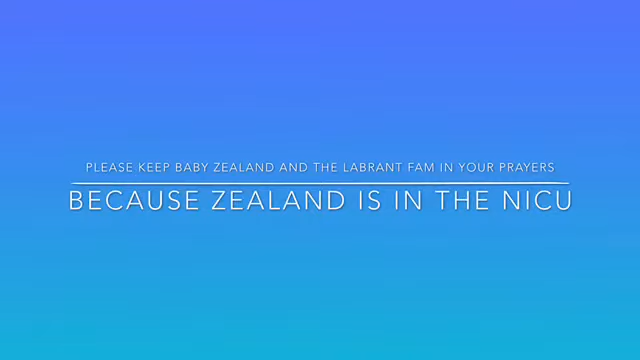 PLEASE KEEP BABY ZEALAND AND THE LABRANT FAM IN YOUR PRAYERS
BECAUSE ZEALAND IS IN THE NICU